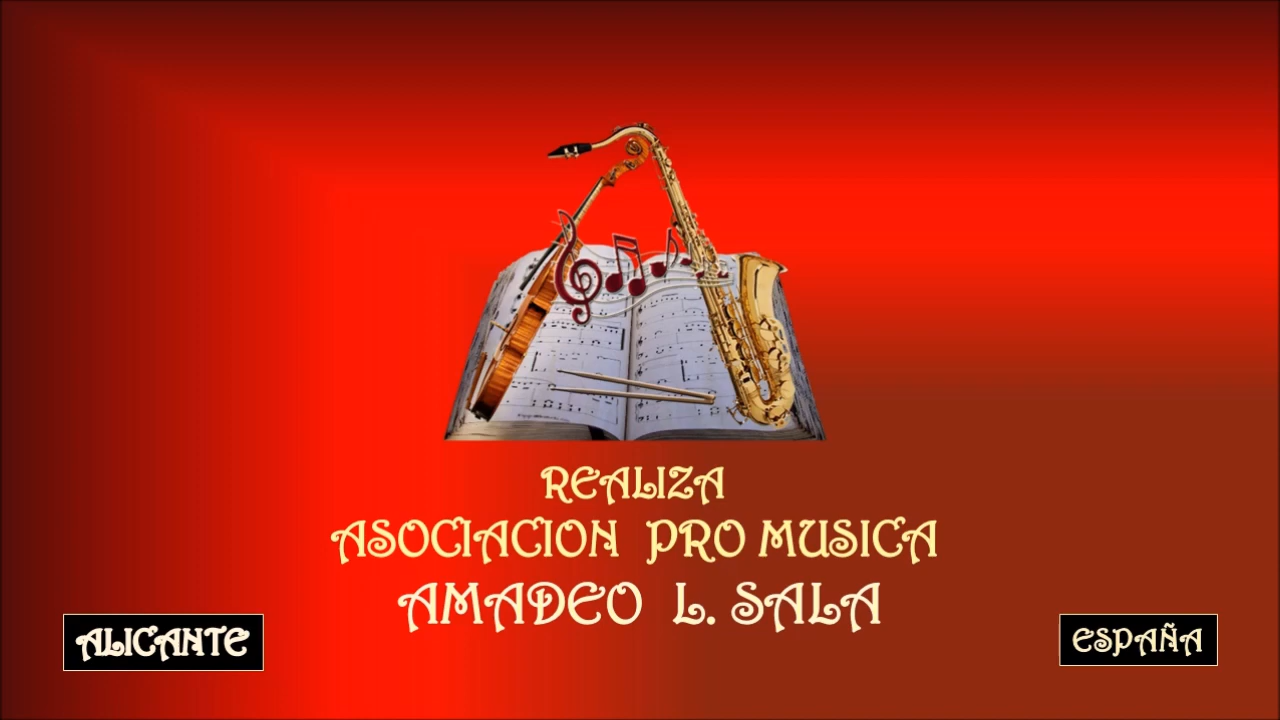 REALIZA
ASOCIACION PRO MUSICA
AMADEO L. SALA
ALICANTE
ESPAÑA